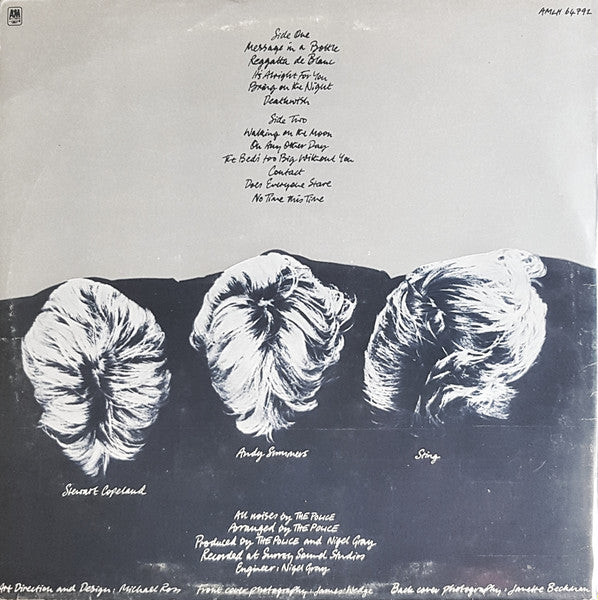 A&M
AMLH 64792
Side One
Message in a Bottle
Reggatta de Blanc
It's Alright For You
Bring on the Night
Deathwish
Side Two
Walking on the Moon
On Any Other Day
The Bed's too Big Without You
Contact
Does Everyone Stare
No Time This Time
Andy Summers
Sting
Stewart Copeland
All noises by THE POLICE
Arranged by THE POLICE
Produced by THE POLICE and Nigel Gray
Recorded at Surrey Sound Studios
Engineer: Nigel Gray
Art Direction and Design: Michael Ross Front cover photography: James Wedge Back cover photography: Janette Beckman